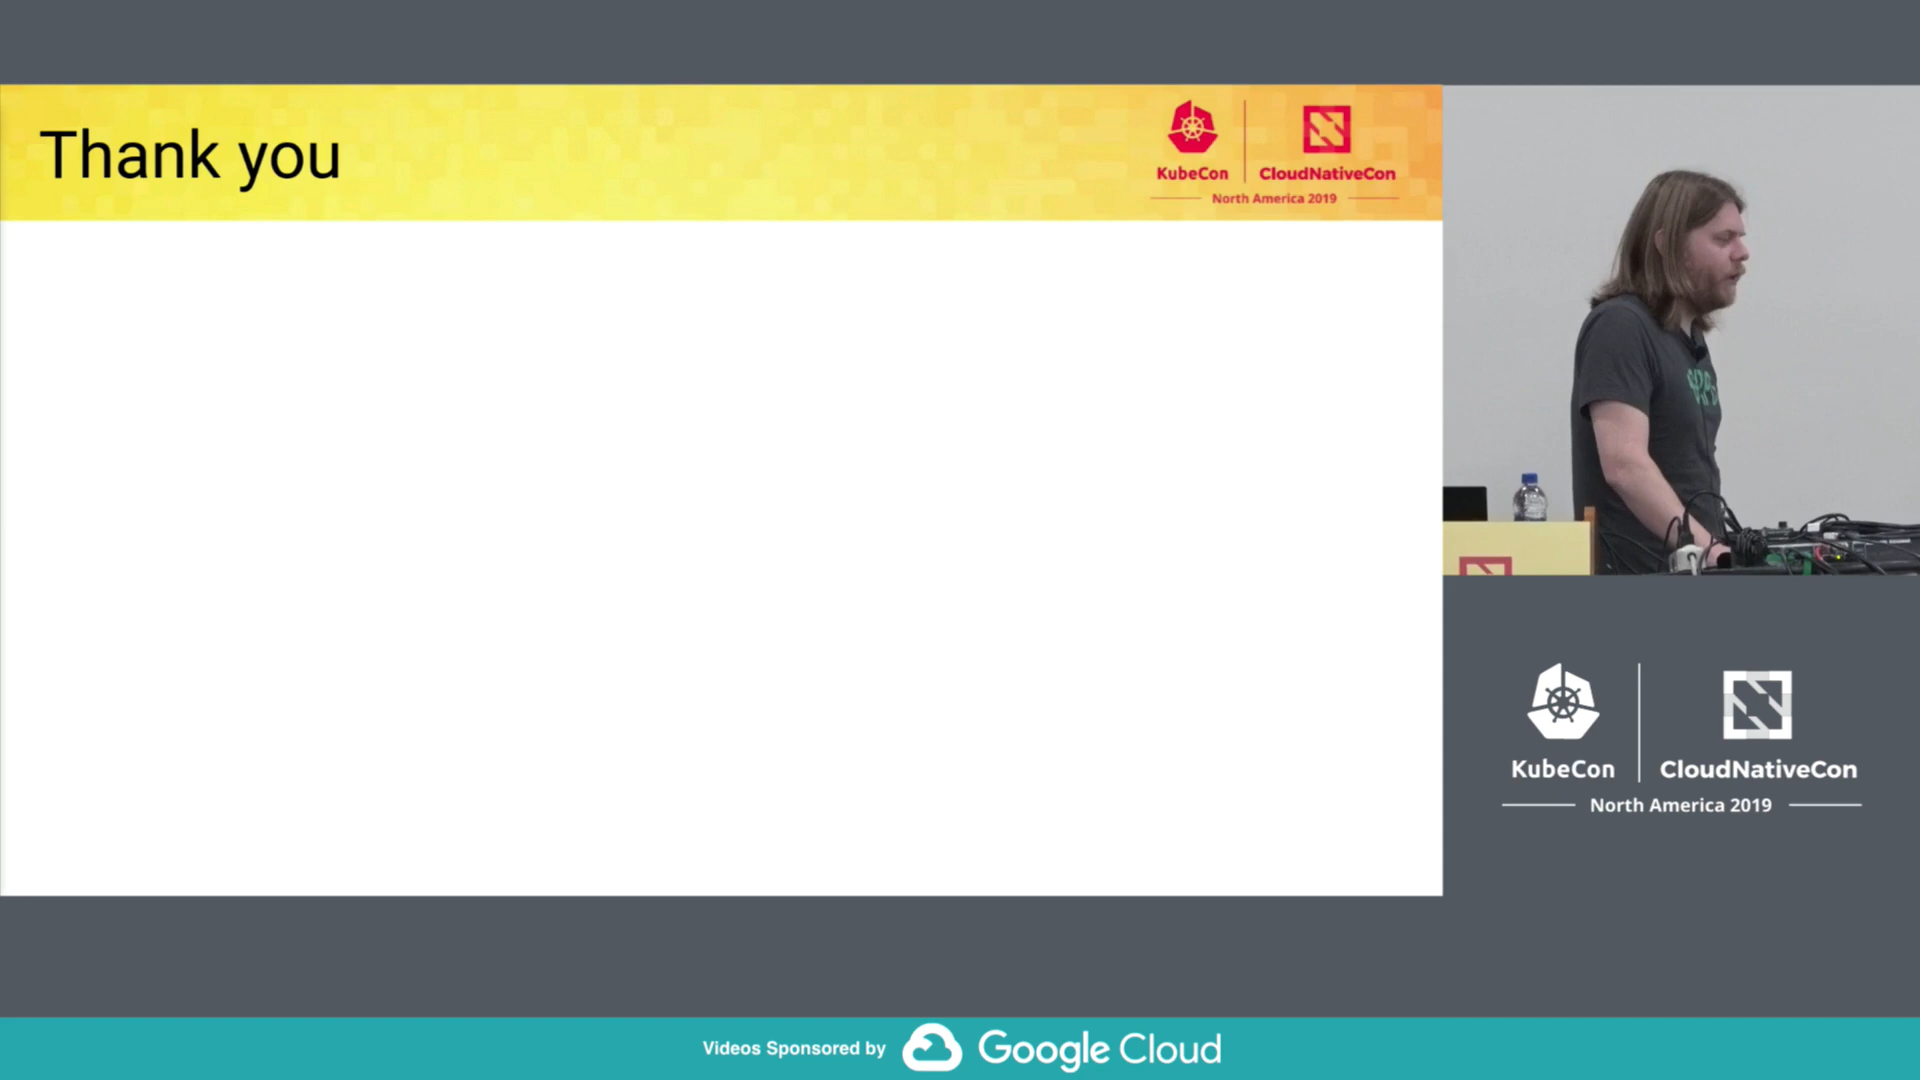 Thank you
KubeCon
CloudNativeCon
North America 2019
KubeCon
CloudNativeCon
North America 2019
Videos Sponsored by
Google Cloud